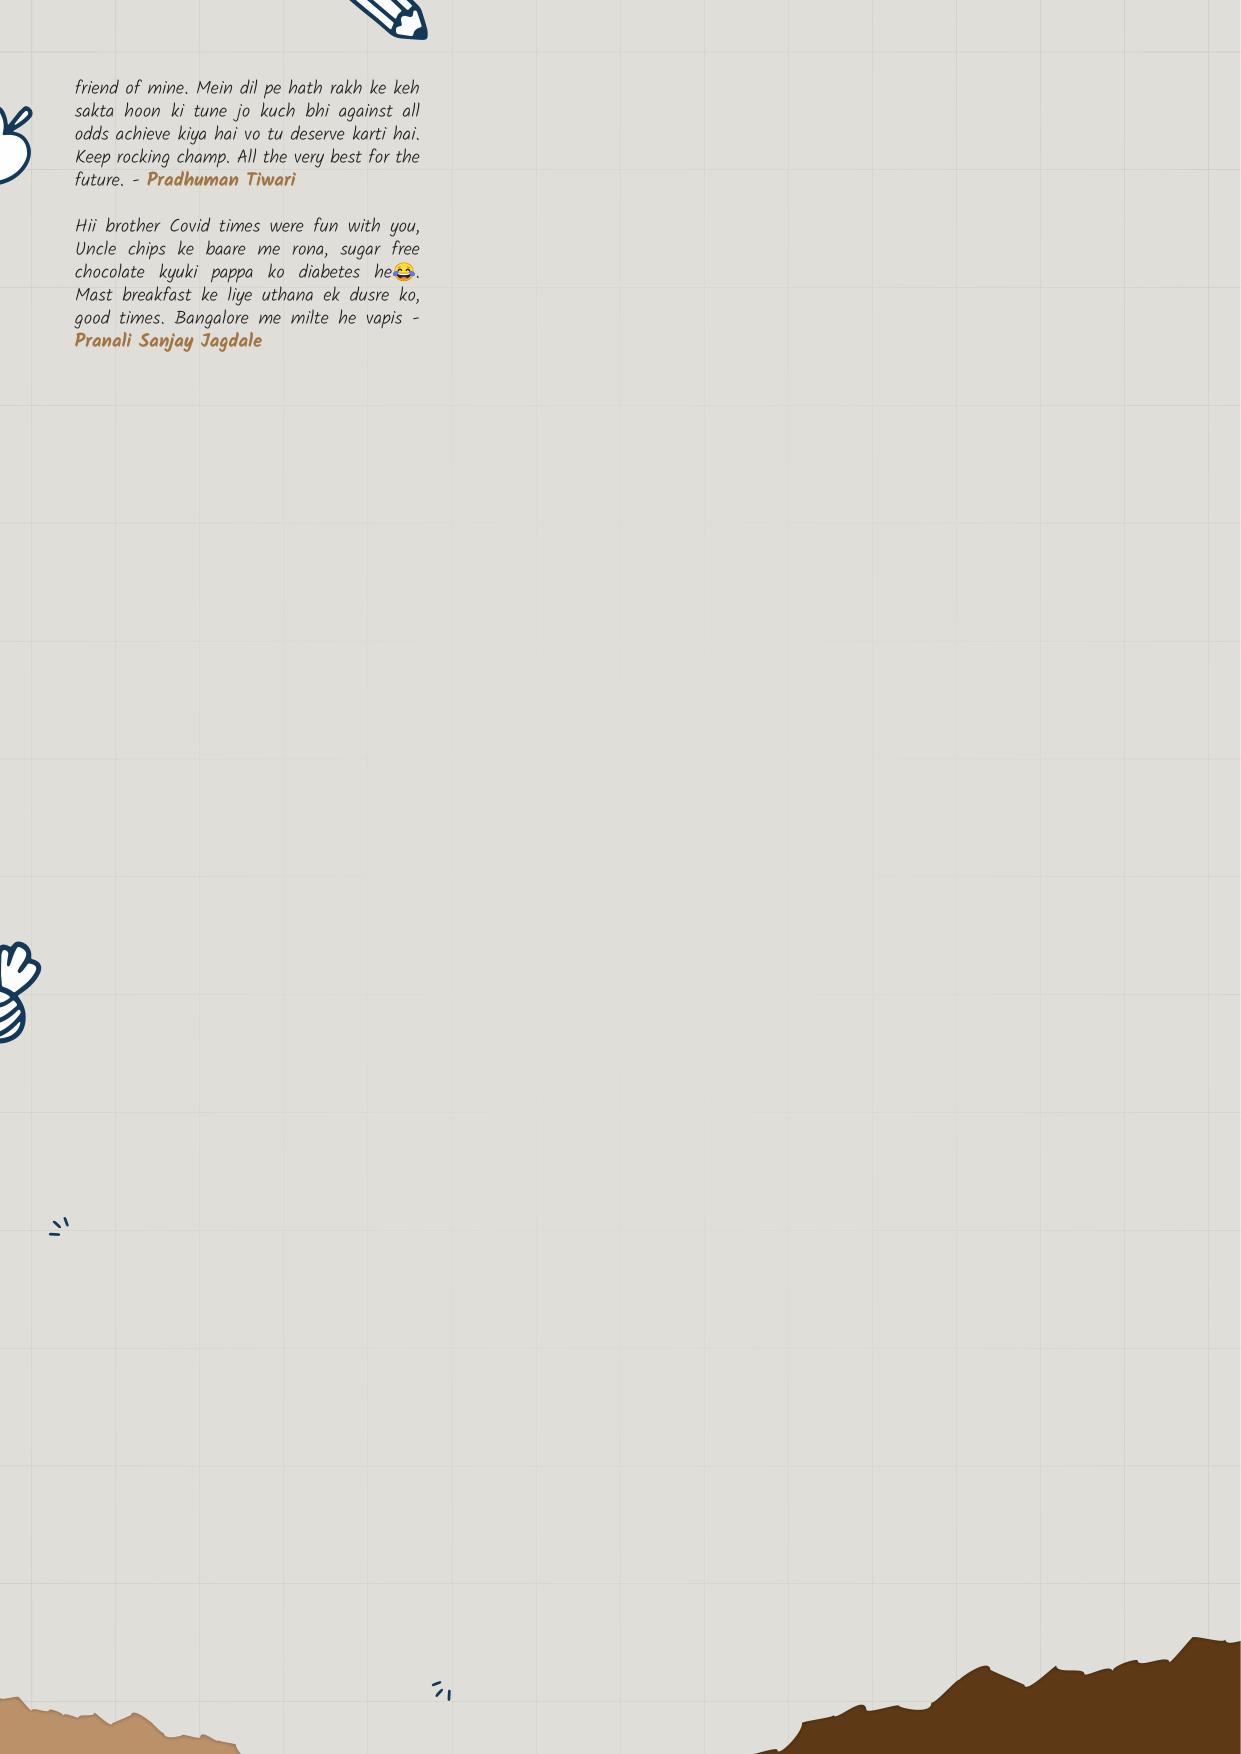 friend of mine. Mein dil pe hath rakh ke keh
sakta hoon ki tune jo kuch bhi against all
odds achieve kiya hai vo tu deserve karti hai.
Keep rocking champ. All the very best for the
future. - Pradhuman Tiwari
Hii brother Covid times were fun with you,
Uncle chips ke baare me rona, sugar free
chocolate kyuki pappa ko diabetes he😂.
Mast breakfast ke liye uthana ek dusre ko,
good times. Bangalore me milte he vapis -
Pranali Sanjay Jagdale